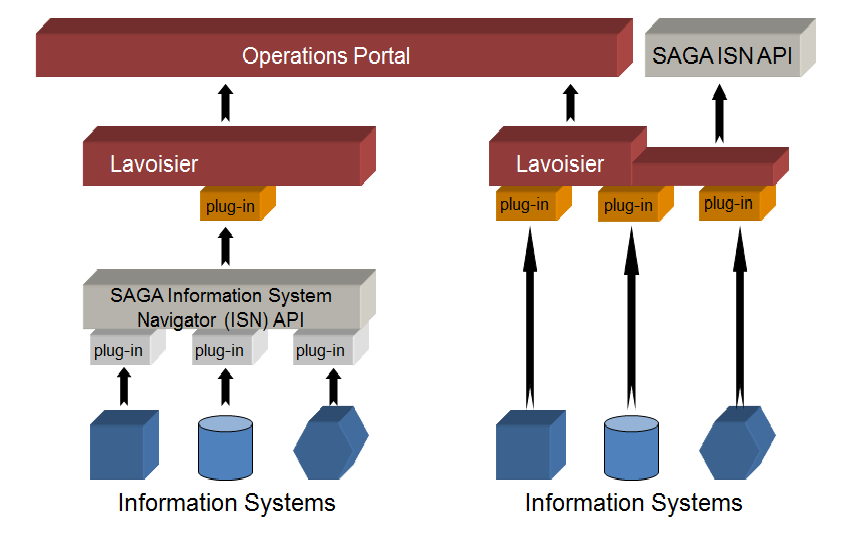 Operations Portal
SAGA ISN API
Lavoisier
Lavoisier
plug-in
plug-in
plug-in
plug-in
SAGA Information System
Navigator (ISN) API
plug-in
plug-in
plug-in
Information Systems
Information Systems